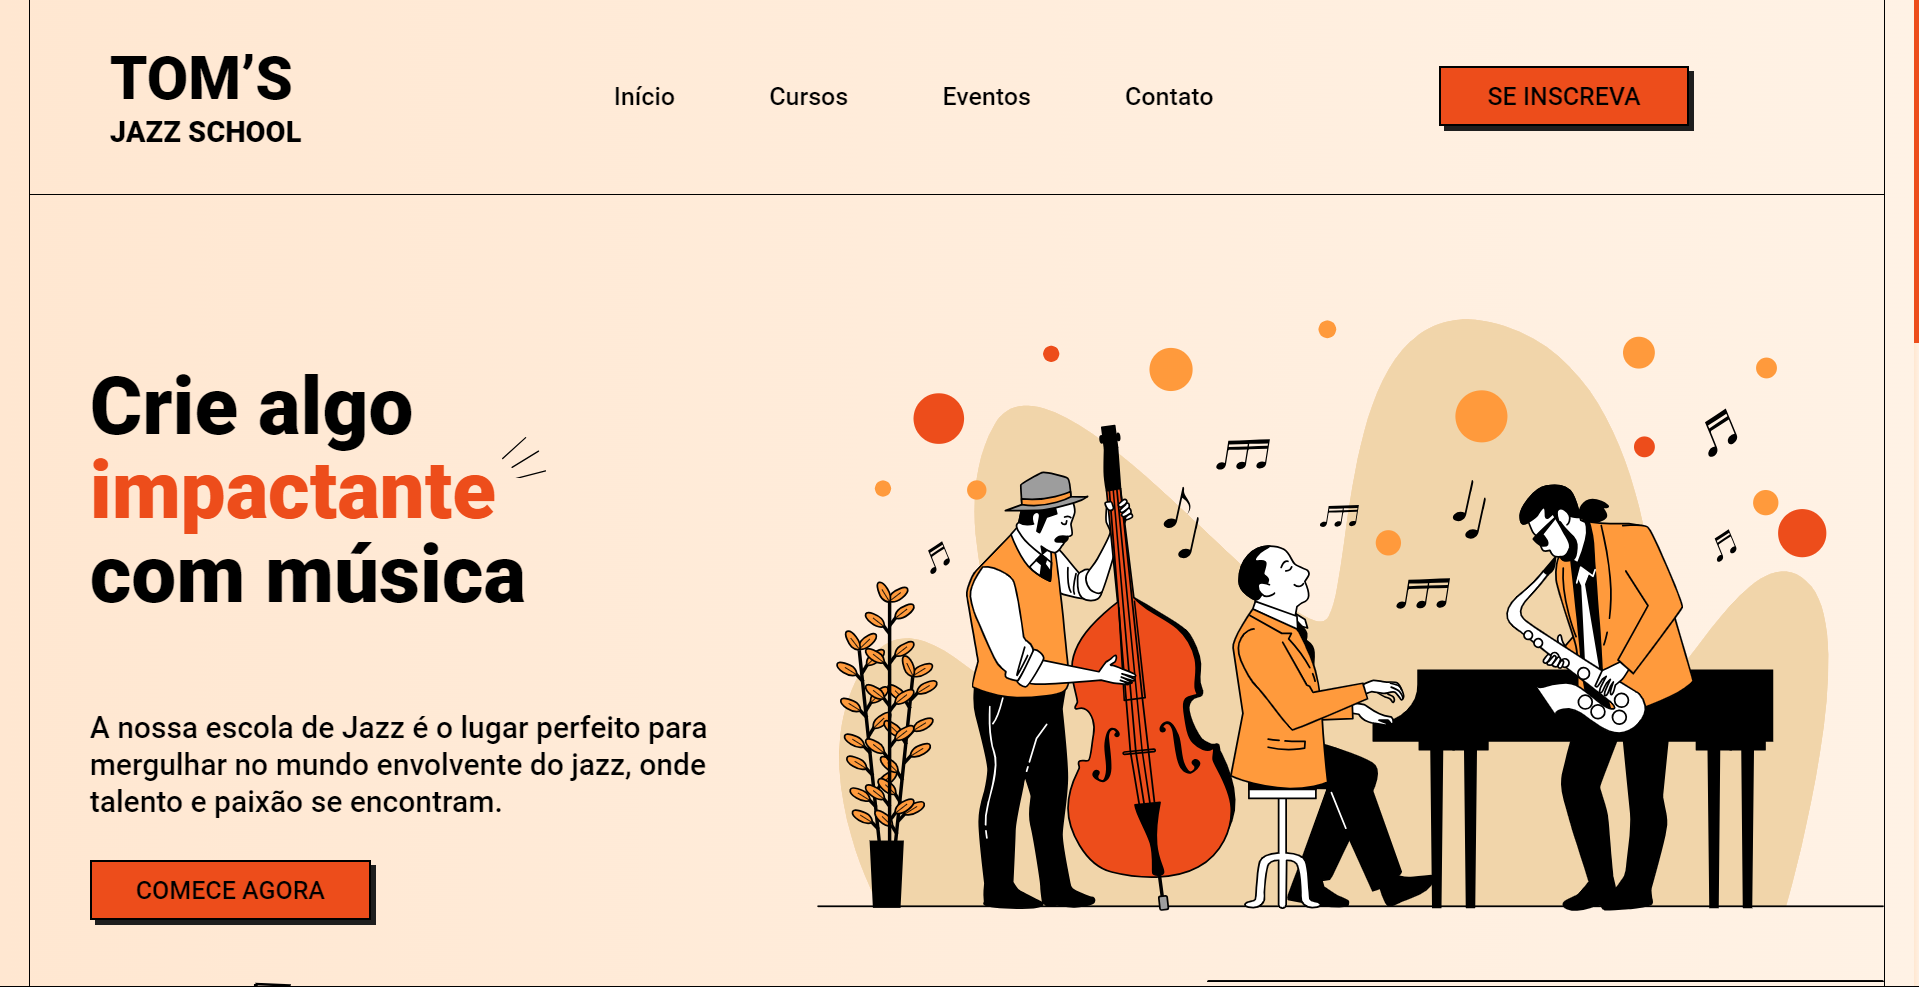 TOM’S
JAZZ SCHOOL
Início
Cursos
Eventos
Contato
SE INSCREVA
Crie algo
impactante
com música
A nossa escola de Jazz é o lugar perfeito para
mergulhar no mundo envolvente do jazz, onde
talento e paixão se encontram.
COMECE AGORA